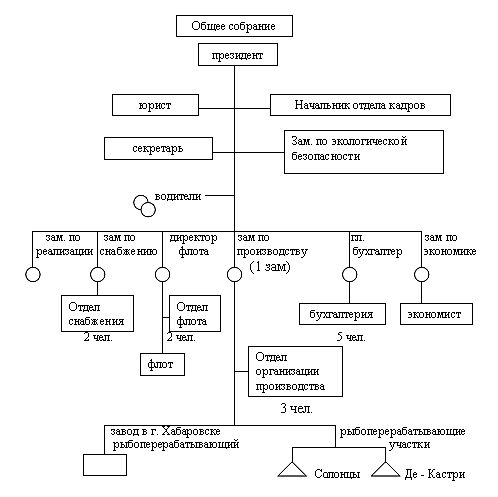 Общее собрание
президент
юрист
Начальник отдела кадров
секретарь
Зам. по экологической
безопасности
водители
зам. по
реализации
зам по
снабжению
директор
флота
зам по
производству
(1 зам)
гл.
бухгалтер
зам по
экономике
Отдел
снабжения
2 чел.
Отдел
флота
2 чел.
флот
бухгалтерия
5 чел.
экономист
Отдел
организации
производства
3 чел.
завод в г. Хабаровске
рыбоперерабатывающий
рыбоперерабатывающие
участки
Солонцы
Де - Кастри